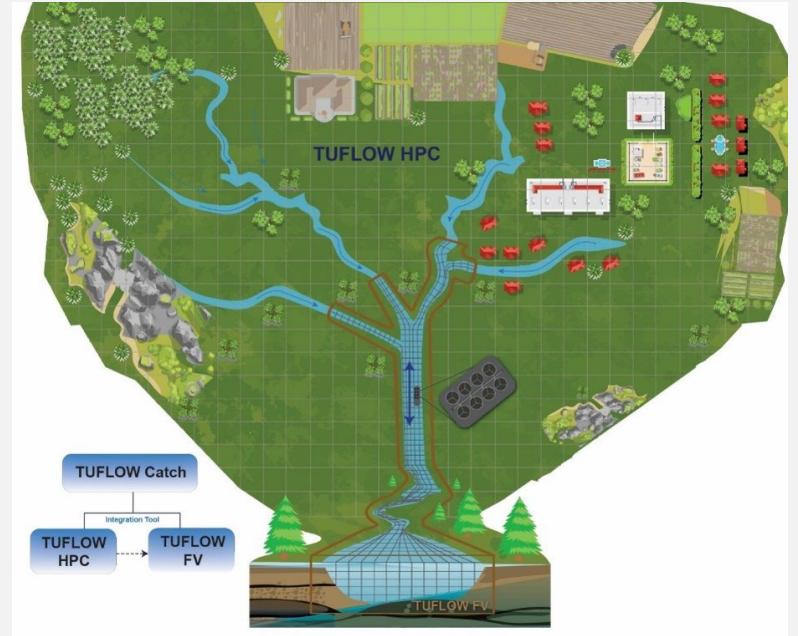 TUFLOW HPC
TUFLOW Catch
Integration Tool
TUFLOW
HPC
TUFLOW
FV
TUFLOW FV